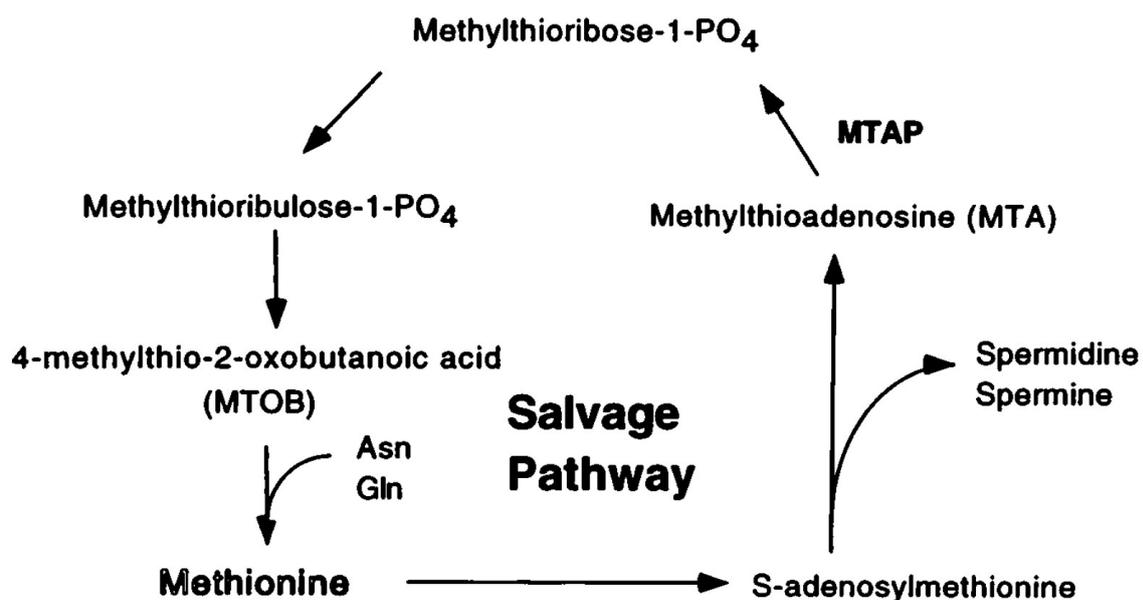 Methylthioribose-1-PO4
MTAP
Methylthioribulose-1-PO4
Methylthioadenosine (MTA)
4-methylthio-2-oxobutanoic acid
(MTOB)
Spermidine
Spermine
Salvage
Pathway
Asn
Gln
Methionine
S-adenosylmethionine